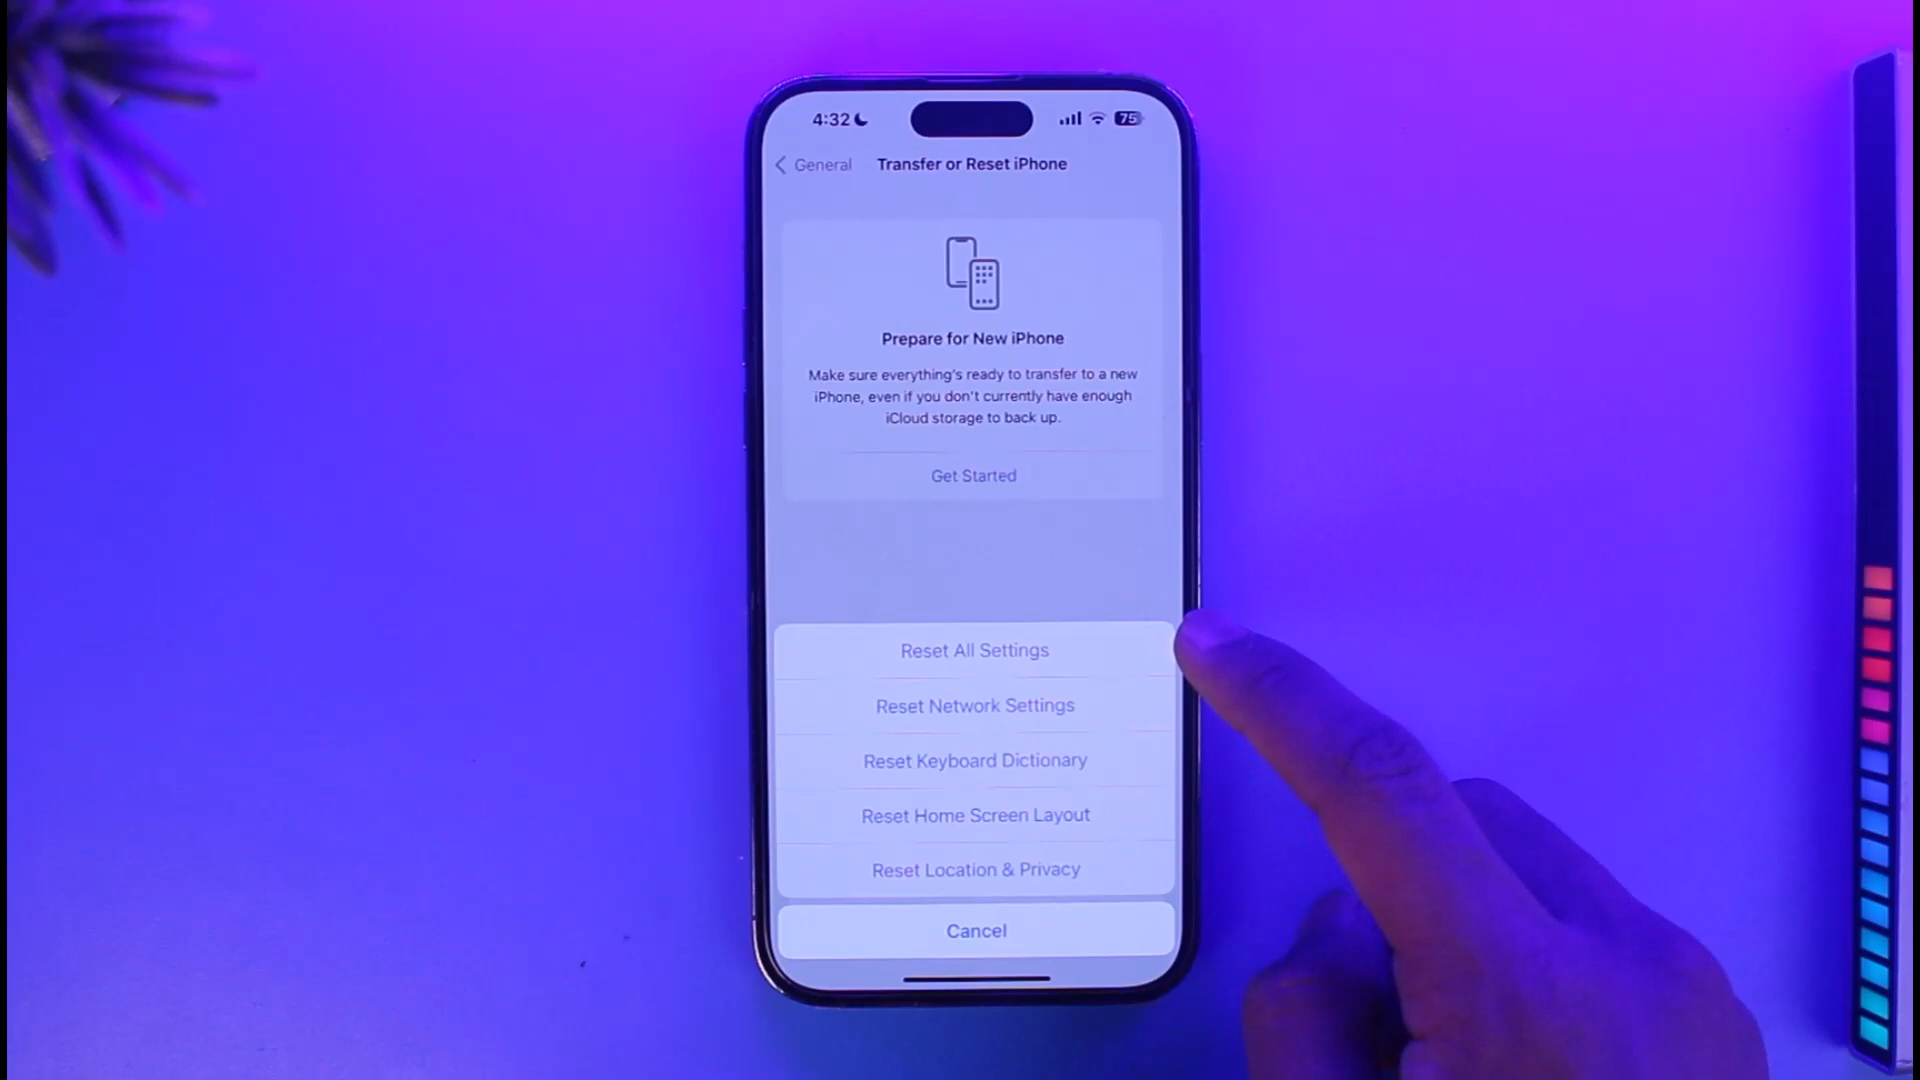 4:32
75
General
Transfer or Reset iPhone
Prepare for New iPhone
Make sure everything's ready to transfer to a new
iPhone, even if you don't currently have enough
iCloud storage to back up.
Get Started
Reset All Settings
Reset Network Settings
Reset Keyboard Dictionary
Reset Home Screen Layout
Reset Location & Privacy
Cancel